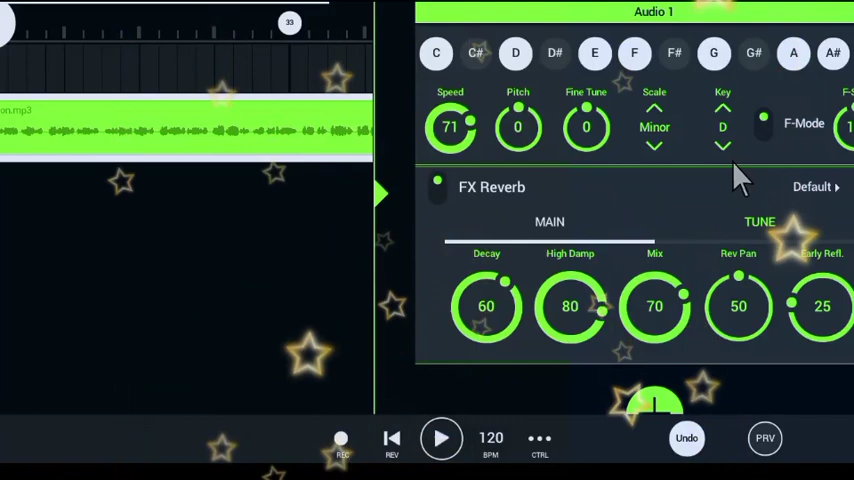 33
Audio 1
C C# D D# E F F# G G# A A#
on.mp3
Speed Pitch Fine Tune Scale Key
71 0 0 Minor D F-Mode
FX Reverb Default
MAIN TUNE
Decay High Damp Mix Rev Pan Early Refl.
60 80 70 50 25
120 Undo PRV
REC REV BPM CTRL